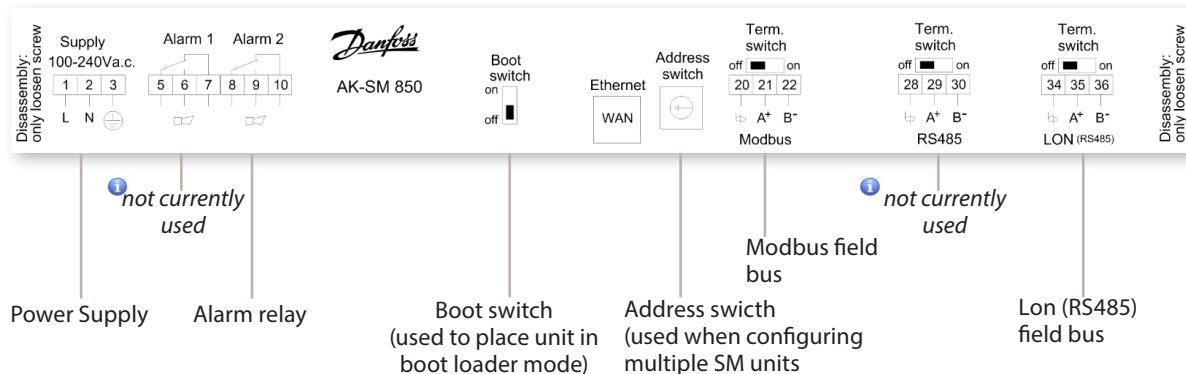 Disassembly:
only loosen screw
Supply
100-240Va.c.
1 2 3
L N
Alarm 1 Alarm 2
5 6 7 8 9 10
Danfoss
AK-SM 850
Boot
switch
on
off
Ethernet
WAN
Address
switch
Term.
switch
off on
20 21 22
A+ B-
Modbus
Term.
switch
off on
28 29 30
A+ B-
RS485
Term.
switch
off on
34 35 36
A+ B-
LON (RS485)
Disassembly:
only loosen screw
i not currently
used
i not currently
used
Power Supply
Alarm relay
Boot switch
(used to place unit in
boot loader mode)
Address swicth
(used when configuring
multiple SM units
Modbus field
bus
Lon (RS485)
field bus